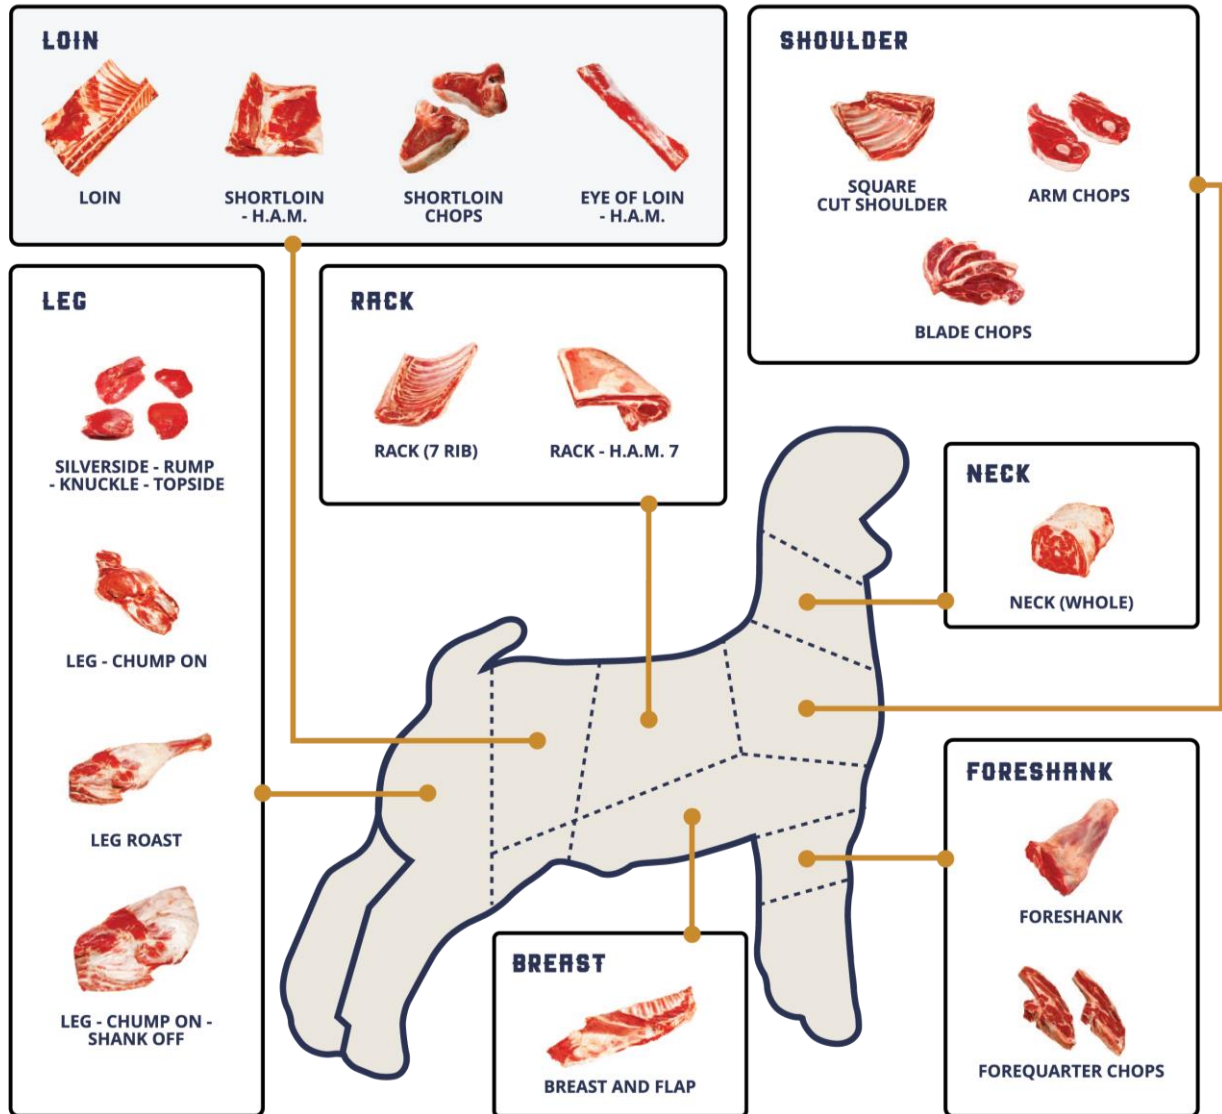 LOIN
LOIN
SHORTLOIN
- H.A.M.
SHORTLOIN
CHOPS
EYE OF LOIN
- H.A.M.
SHOULDER
SQUARE
CUT SHOULDER
ARM CHOPS
BLADE CHOPS
LEG
SILVERSIDE - RUMP
- KNUCKLE - TOPSIDE
LEG - CHUMP ON
LEG ROAST
LEG - CHUMP ON -
SHANK OFF
RACK
RACK (7 RIB)
RACK - H.A.M. 7
NECK
NECK (WHOLE)
FORESHANK
FORESHANK
FOREQUARTER CHOPS
BREAST
BREAST AND FLAP